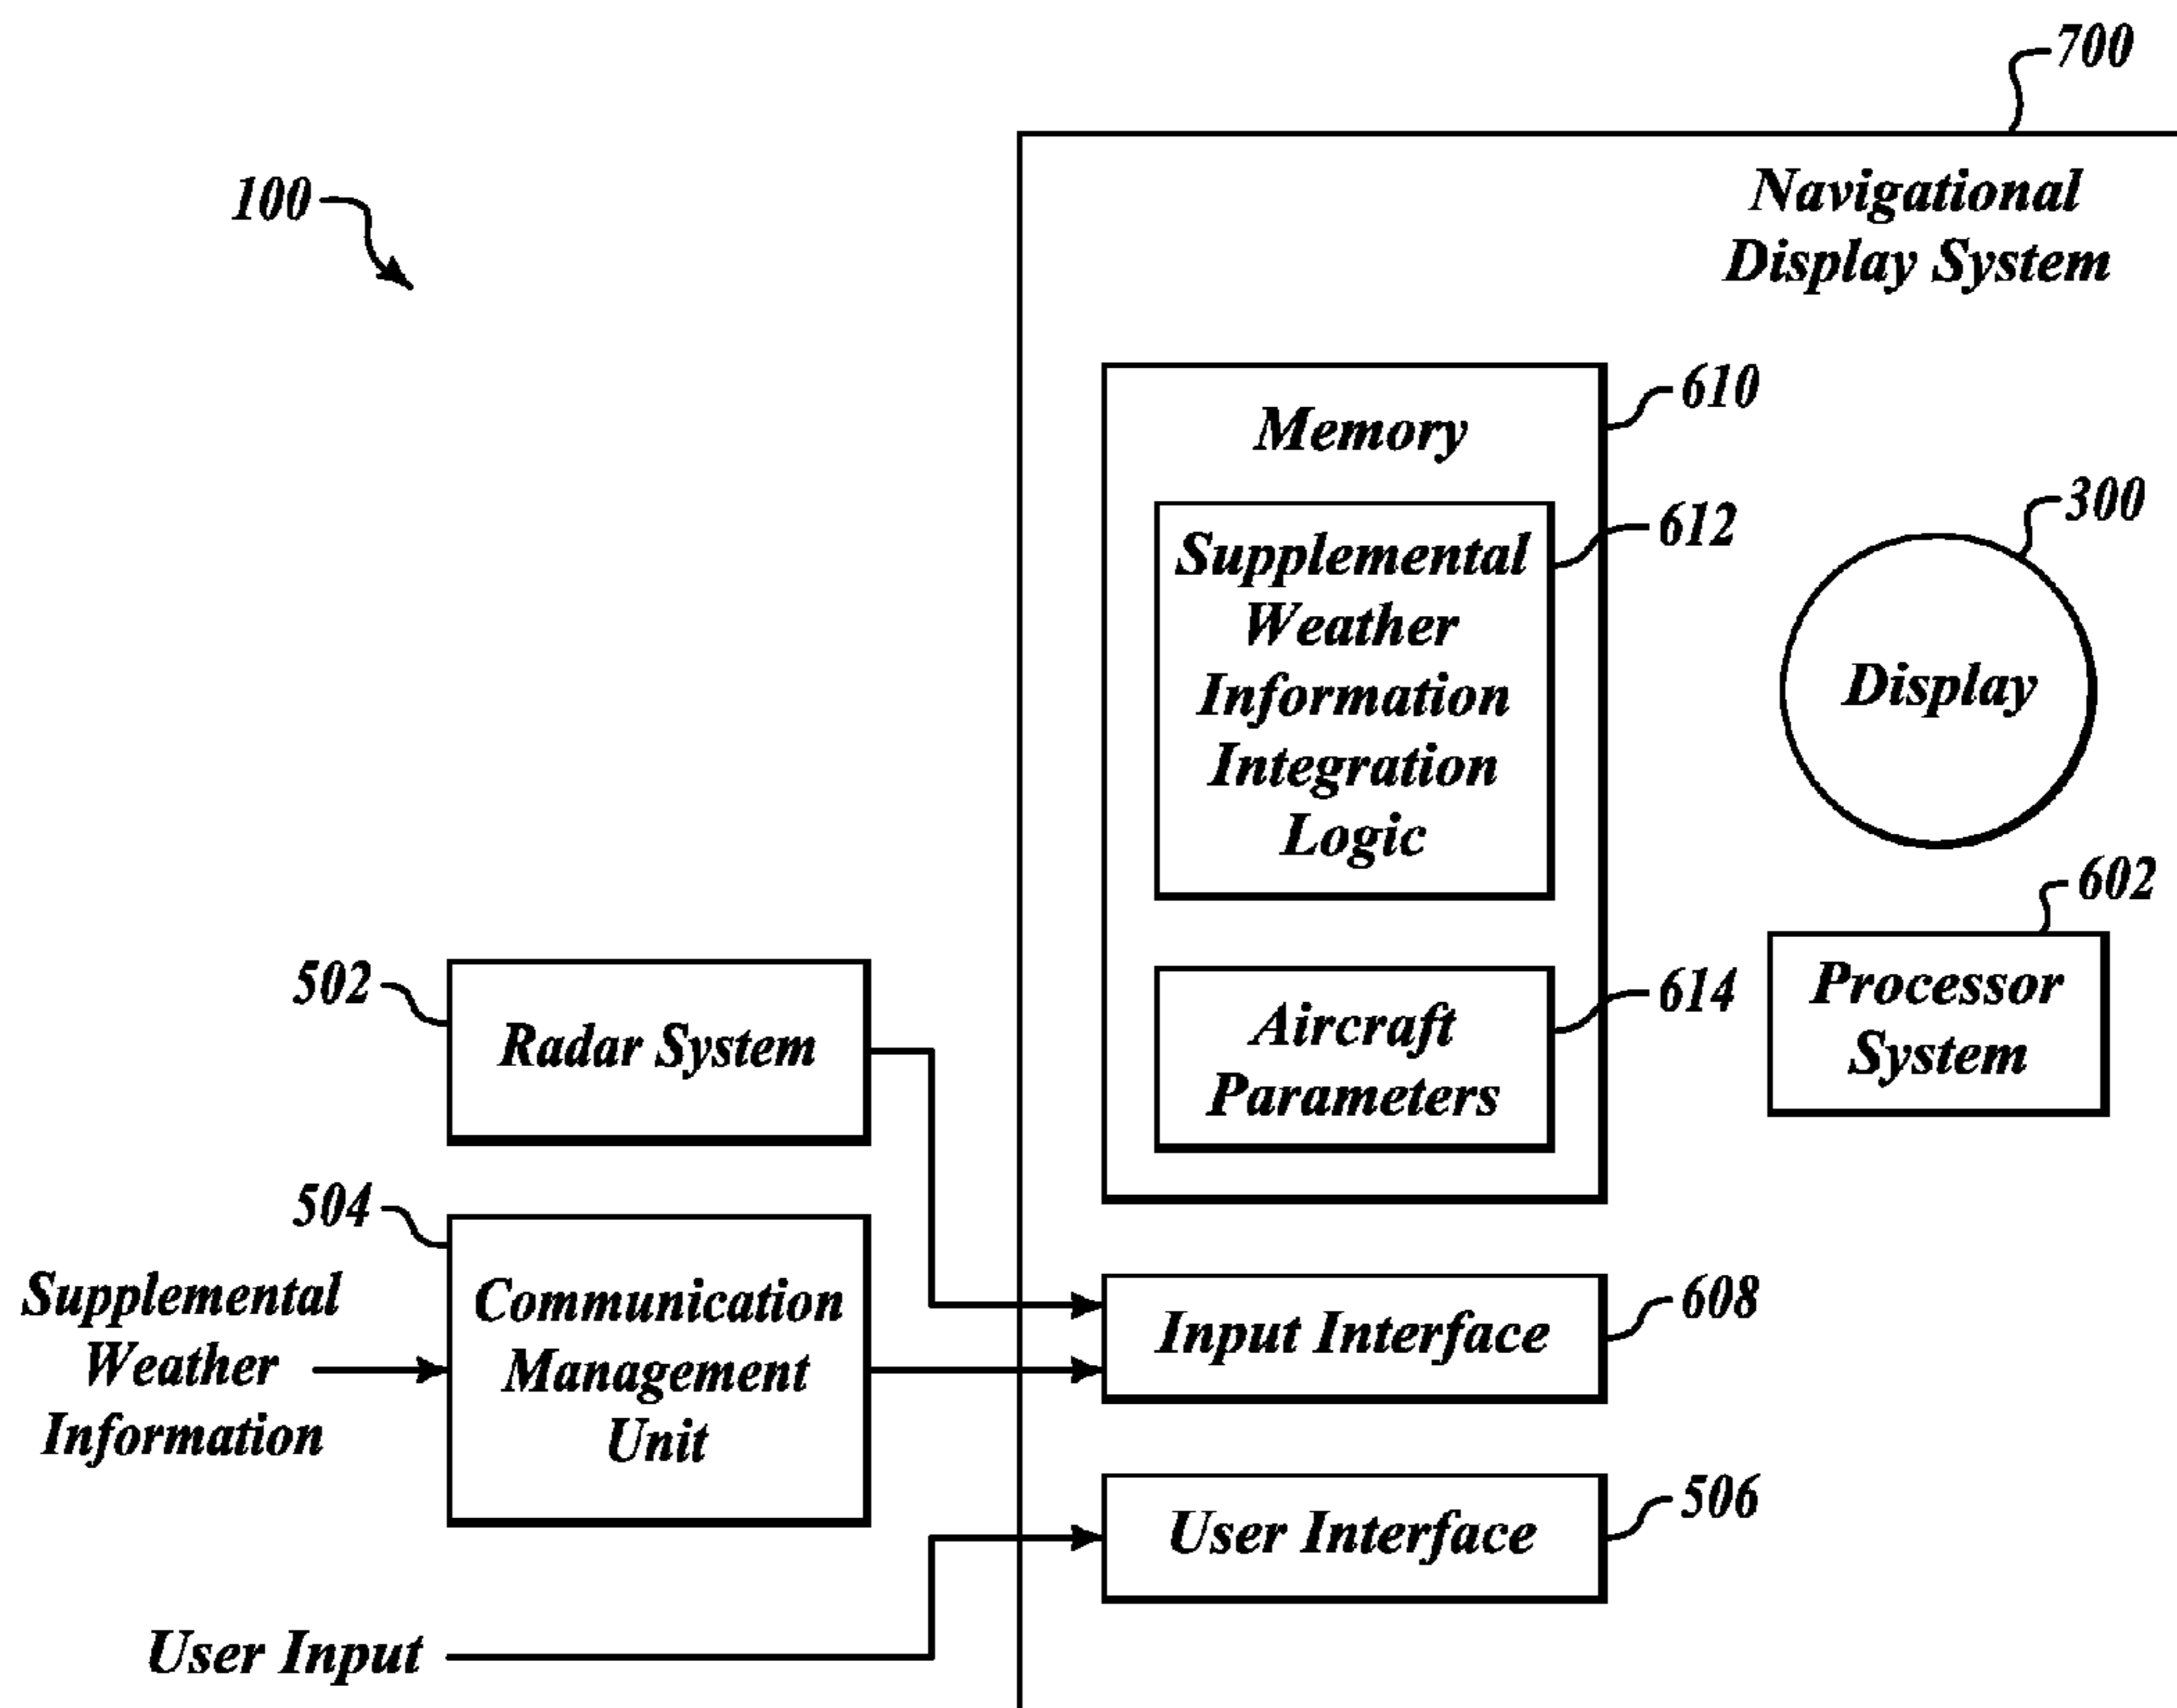 700
Navigational
Display System
100
610
Memory
612
Supplemental
Weather
Information
Integration
Logic
300
Display
602
Processor
System
614
Aircraft
Parameters
502
Radar System
504
Supplemental
Weather
Information
Communication
Management
Unit
608
Input Interface
506
User Interface
User Input